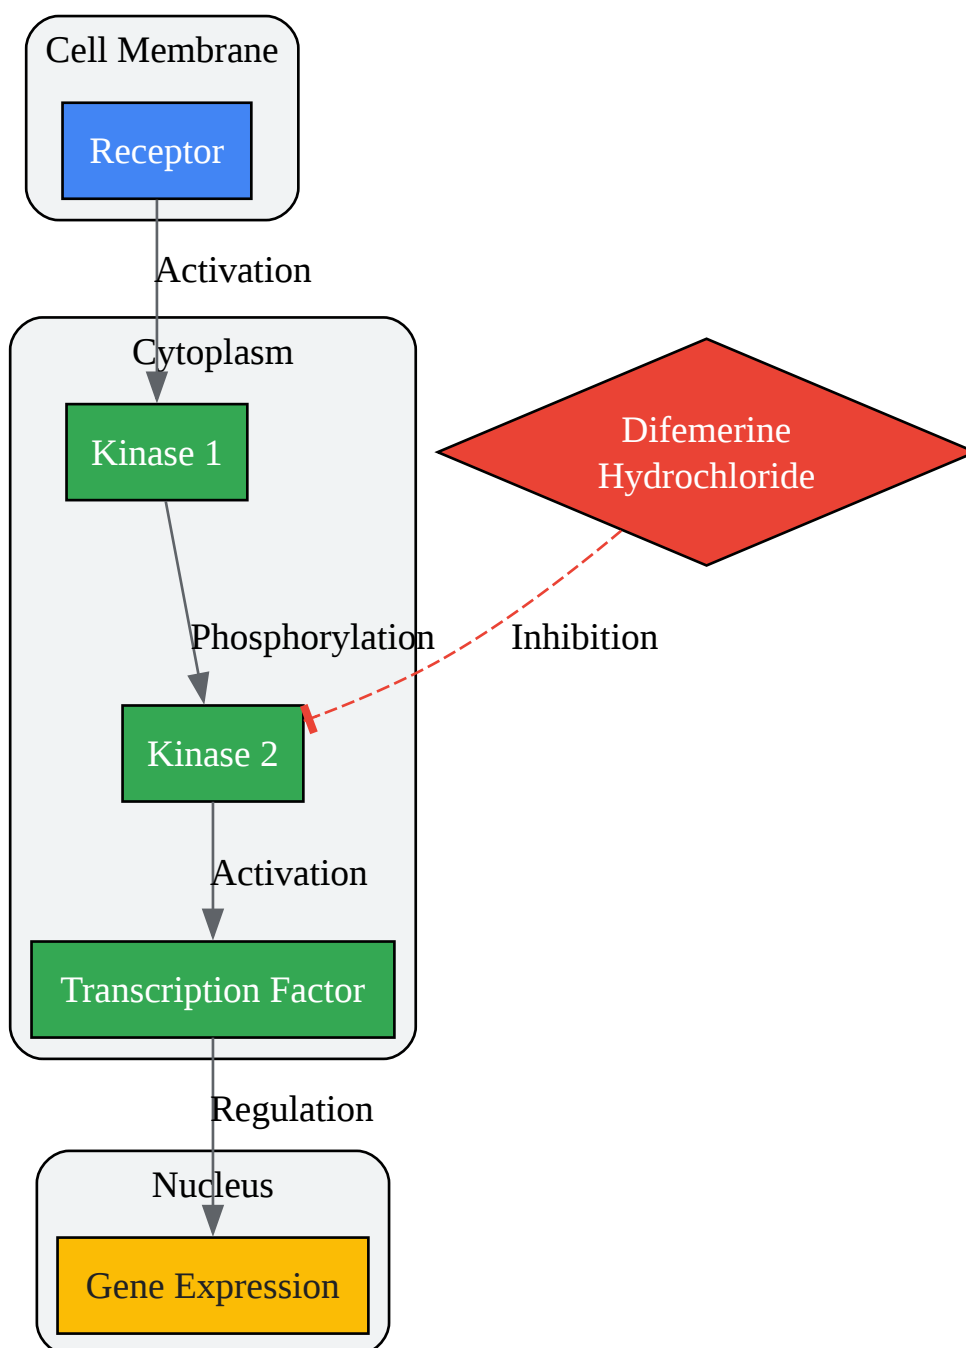 Cell Membrane
Receptor
Activation
Cytoplasm
Kinase 1
Difemerine
Hydrochloride
Phosphorylation
Inhibition
Kinase 2
Activation
Transcription Factor
Regulation
Nucleus
Gene Expression